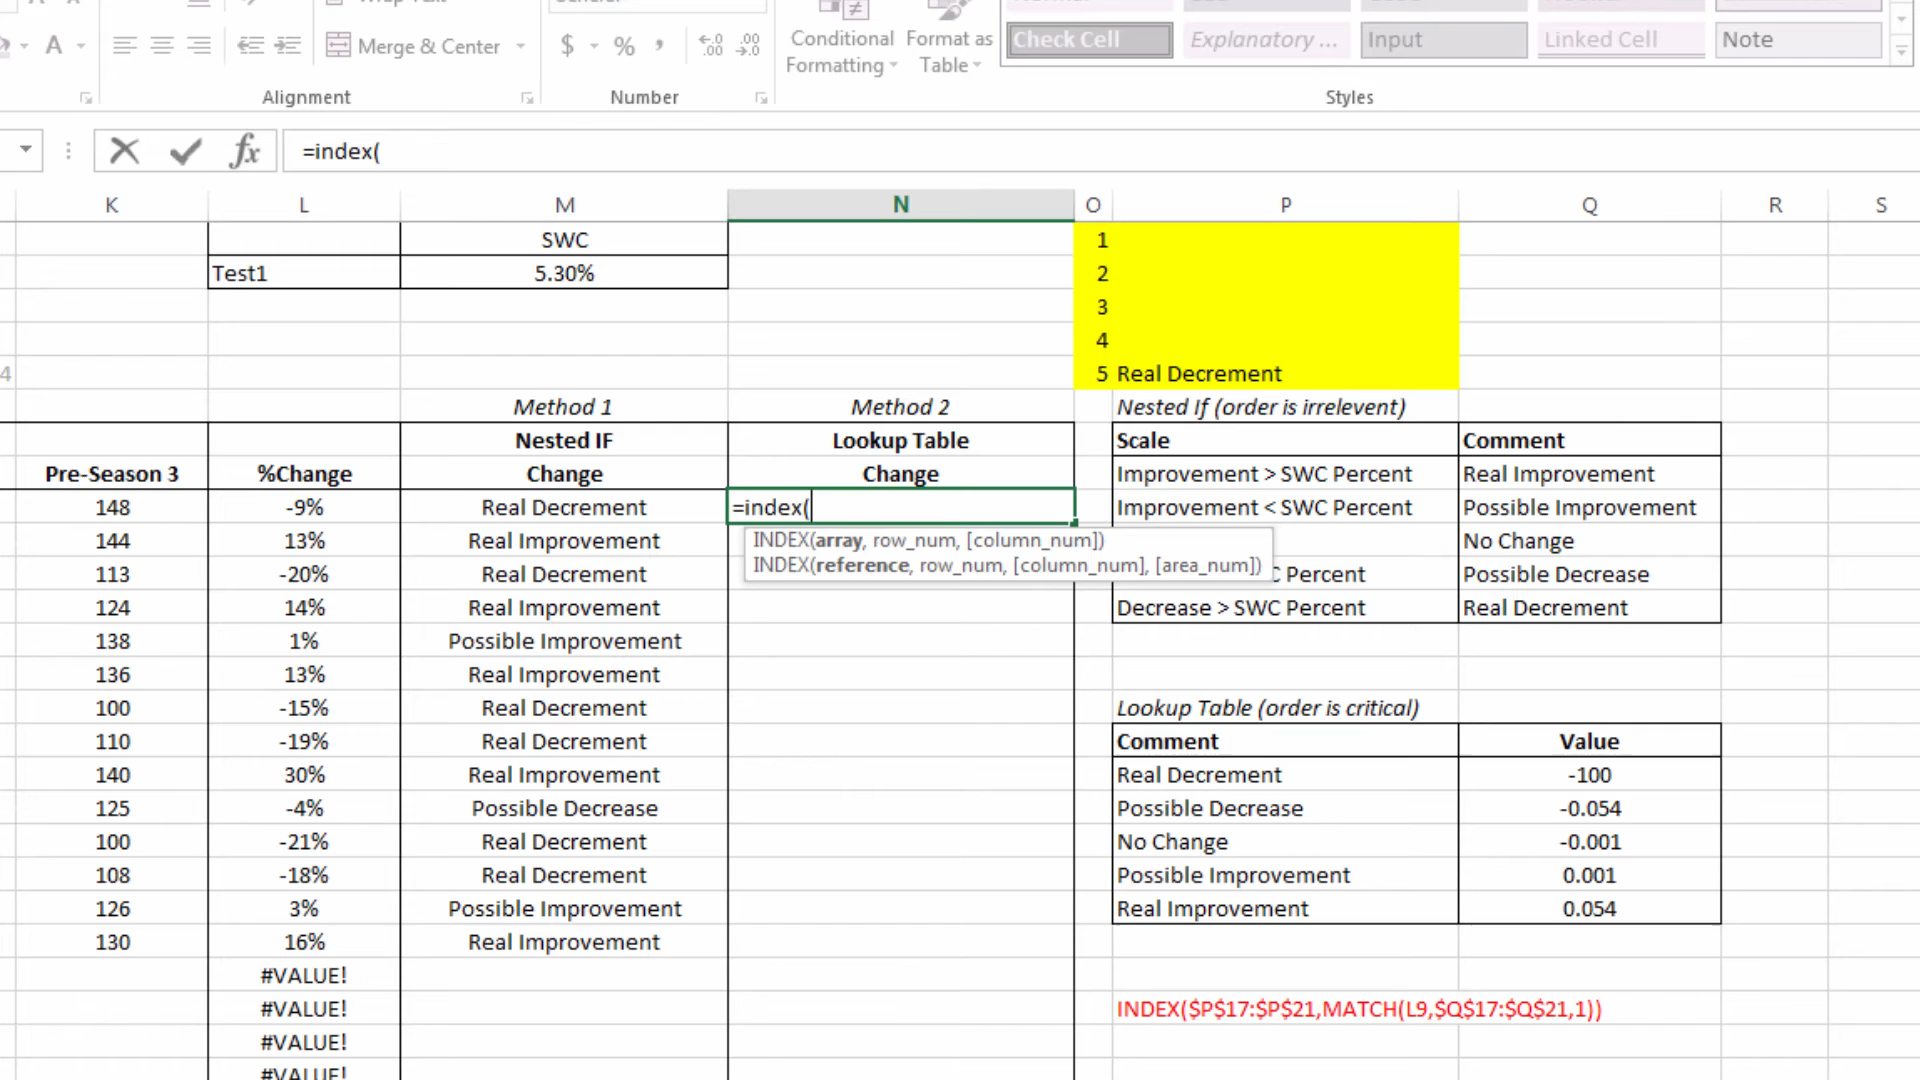 Conditional Format as
Check Cell Explanatory ... Input Linked Cell Note
A Merge & Center $ % , Formatting Table
Alignment Number Styles
fx =index(
K L M N O P Q R S
SWC 1
Test1 5.30% 2
3
4
4 5 Real Decrement
Method 1 Method 2 Nested If (order is irrelevent)
Nested IF Lookup Table Scale Comment
Pre-Season 3 %Change Change Change Improvement > SWC Percent Real Improvement
148 -9% Real Decrement =index( Improvement < SWC Percent Possible Improvement
144 13% Real Improvement INDEX(array, row_num, [column_num]) No Change
INDEX(reference, row_num, [column_num], [area_num])
113 -20% Real Decrement C Percent Possible Decrease
124 14% Real Improvement Decrease > SWC Percent Real Decrement
138 1% Possible Improvement
136 13% Real Improvement
100 -15% Real Decrement Lookup Table (order is critical)
110 -19% Real Decrement Comment Value
140 30% Real Improvement Real Decrement -100
125 -4% Possible Decrease Possible Decrease -0.054
100 -21% Real Decrement No Change -0.001
108 -18% Real Decrement Possible Improvement 0.001
126 3% Possible Improvement Real Improvement 0.054
130 16% Real Improvement
#VALUE!
#VALUE! INDEX($P$17:$P$21,MATCH(L9,$Q$17:$Q$21,1))
#VALUE!
#VALUE!